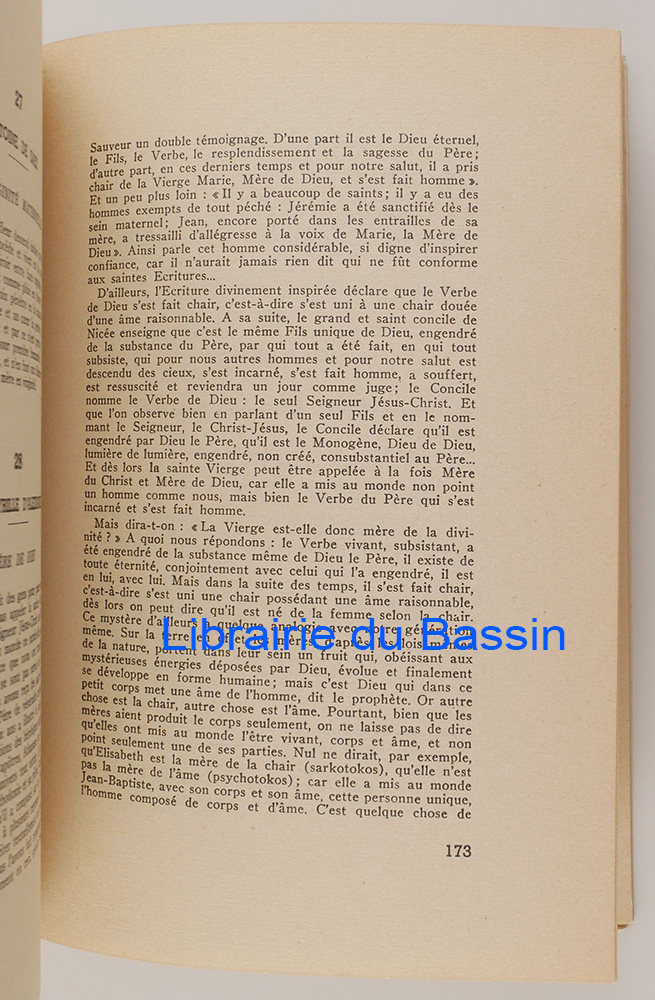 27
28
Sauveur un double témoignage. D'une part il est le Dieu éternel,
le Fils, le Verbe, le resplendissement et la sagesse du Père;
d'autre part, en ces derniers temps et pour notre salut, il a pris
chair de la Vierge Marie, Mère de Dieu, et s'est fait homme ».
Et un peu plus loin : « Il y a beaucoup de saints; il y a eu des
hommes exempts de tout péché : Jérémie a été sanctifié dès le
sein maternel; Jean, encore porté dans les entrailles de sa
mère, a tressailli d'allégresse à la voix de Marie, la Mère de
Dieu ». Ainsi parle cet homme considérable, si digne d'inspirer
confiance, car il n'aurait jamais rien dit qui ne fût conforme
aux saintes Ecritures...
D'ailleurs, l'Ecriture divinement inspirée déclare que le Verbe
de Dieu s'est fait chair, c'est-à-dire s'est uni à une chair douée
d'une âme raisonnable. A sa suite, le grand et saint concile de
Nicée enseigne que c'est le même Fils unique de Dieu, engendré
de la substance du Père, par qui tout a été fait, en qui tout
subsiste, qui pour nous autres hommes et pour notre salut est
descendu des cieux, s'est incarné, s'est fait homme, a souffert,
est ressuscité et reviendra un jour comme juge; le Concile
nomme le Verbe de Dieu : le seul Seigneur Jésus-Christ. Et
que l'on observe bien en parlant d'un seul Fils et en le nom-
mant le Seigneur, le Christ-Jésus, le Concile déclare qu'il est
engendré par Dieu le Père, qu'il est le Monogène, Dieu de Dieu,
lumière de lumière, engendré, non créé, consubstantiel au Père...
Et dès lors la sainte Vierge peut être appelée à la fois Mère
du Christ et Mère de Dieu, car elle a mis au monde non point
un homme comme nous, mais bien le Verbe du Père qui s'est
incarné et s'est fait homme.
Mais dira-t-on : « La Vierge est-elle donc mère de la divi-
nité ? » A quoi nous répondons : le Verbe vivant, subsistant, a
été engendré de la substance même de Dieu le Père, il existe de
toute éternité, conjointement avec celui qui l'a engendré, il est
en lui, avec lui. Mais dans la suite des temps, il s'est fait chair,
c'est-à-dire s'est uni une chair possédant une âme raisonnable,
dès lors on peut dire qu'il est né de la femme selon la chair.
Ce mystère d'ailleurs a quelque analogie avec notre génération
même. Sur la terre en effet les mères, d'après les lois mêmes
de la nature, portent dans leur sein un fruit qui, obéissant aux
mystérieuses énergies déposées par Dieu, évolue et finalement
se développe en forme humaine; mais c'est Dieu qui dans ce
petit corps met une âme de l'homme, dit le prophète. Or autre
chose est la chair, autre chose est l'âme. Pourtant, bien que les
mères aient produit le corps seulement, on ne laisse pas de dire
qu'elles ont mis au monde l'être vivant, corps et âme, et non
point seulement une de ses parties. Nul ne dirait, par exemple,
qu'Elisabeth est la mère de la chair (sarkotokos), qu'elle n'est
pas la mère de l'âme (psychotokos); car elle a mis au monde
Jean-Baptiste, avec son corps et son âme, cette personne unique,
l'homme composé de corps et d'âme. C'est quelque chose de
173
Librairie du Bassin